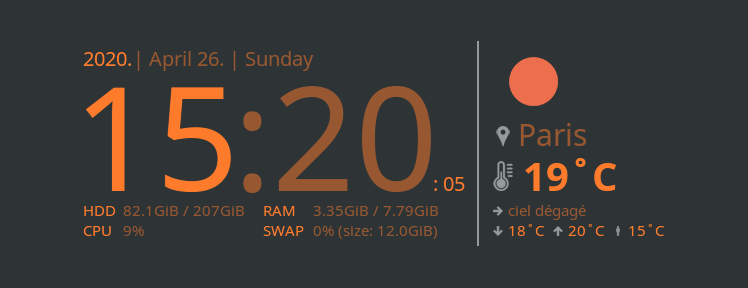 2020. | April 26. | Sunday
15:20 : 05
HDD 82.1GiB / 207GiB RAM 3.35GiB / 7.79GiB
CPU 9% SWAP 0% (size: 12.0GiB)
Paris
19˚C
ciel dégagé
18˚C 20˚C 15˚C